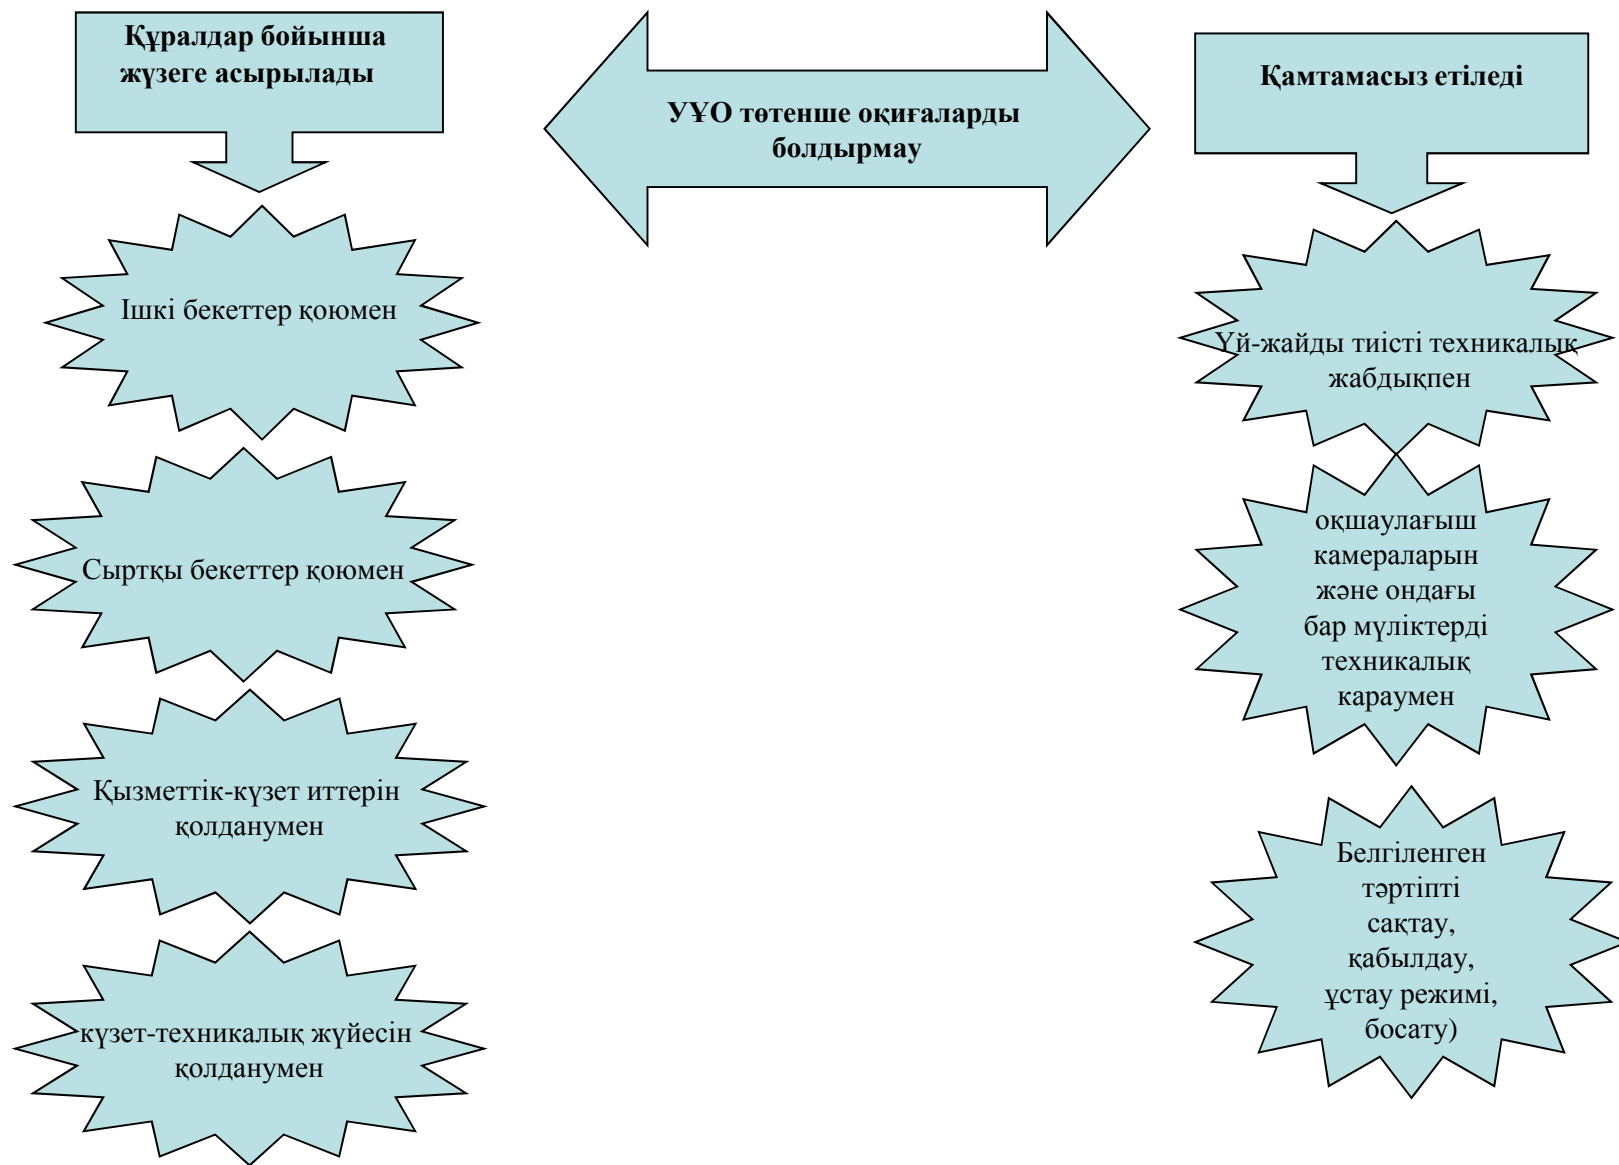 Құралдар бойынша
жүзеге асырылады
УҰО төтенше оқиғаларды
болдырмау
Қамтамасыз етіледі
Ішкі бекеттер қоюмен
Сыртқы бекеттер қоюмен
Қызметтік-күзет иттерін
қолданумен
күзет-техникалық жүйесін
қолданумен
Үй-жайды тиісті техникалық
жабдықпен
оқшаулағыш
камераларын
және ондағы
бар мүліктерді
техникалық
караумен
Белгіленген
тәртіпті
сақтау,
қабылдау,
ұстау режимі,
босату)